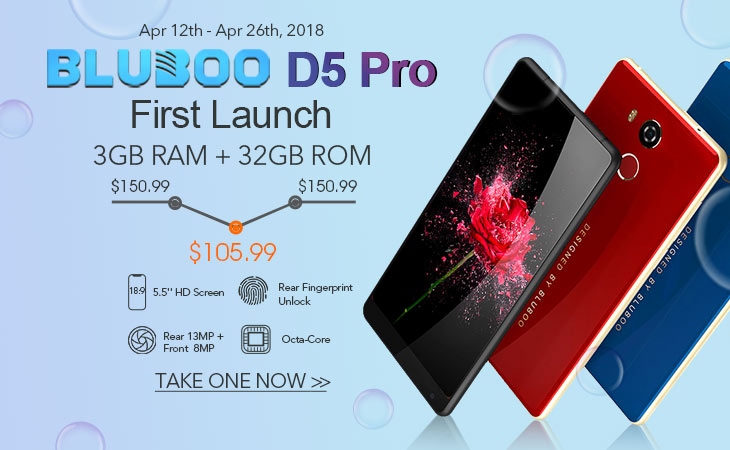 Apr 12th - Apr 26th, 2018
BLUBOO D5 Pro
First Launch
3GB RAM + 32GB ROM
$150.99
$150.99
$105.99
18:9
5.5'' HD Screen
Rear Fingerprint
Unlock
Rear 13MP +
Front 8MP
Octa-Core
TAKE ONE NOW >>
DESIGNED BY BLUBOO
DESIGNED BY BLUBOO